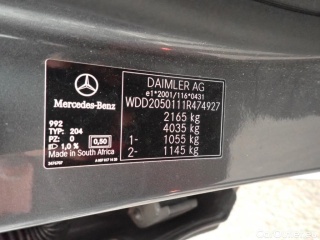 DAIMLER AG
e1*2001/116*0431
WDD2050111R474927
2165 kg
4035 kg
1- 1055 kg
2- 1145 kg
Mercedes-Benz
992
TYP: 204
PZ: 0
1,0 % 0,50
Made in South Africa